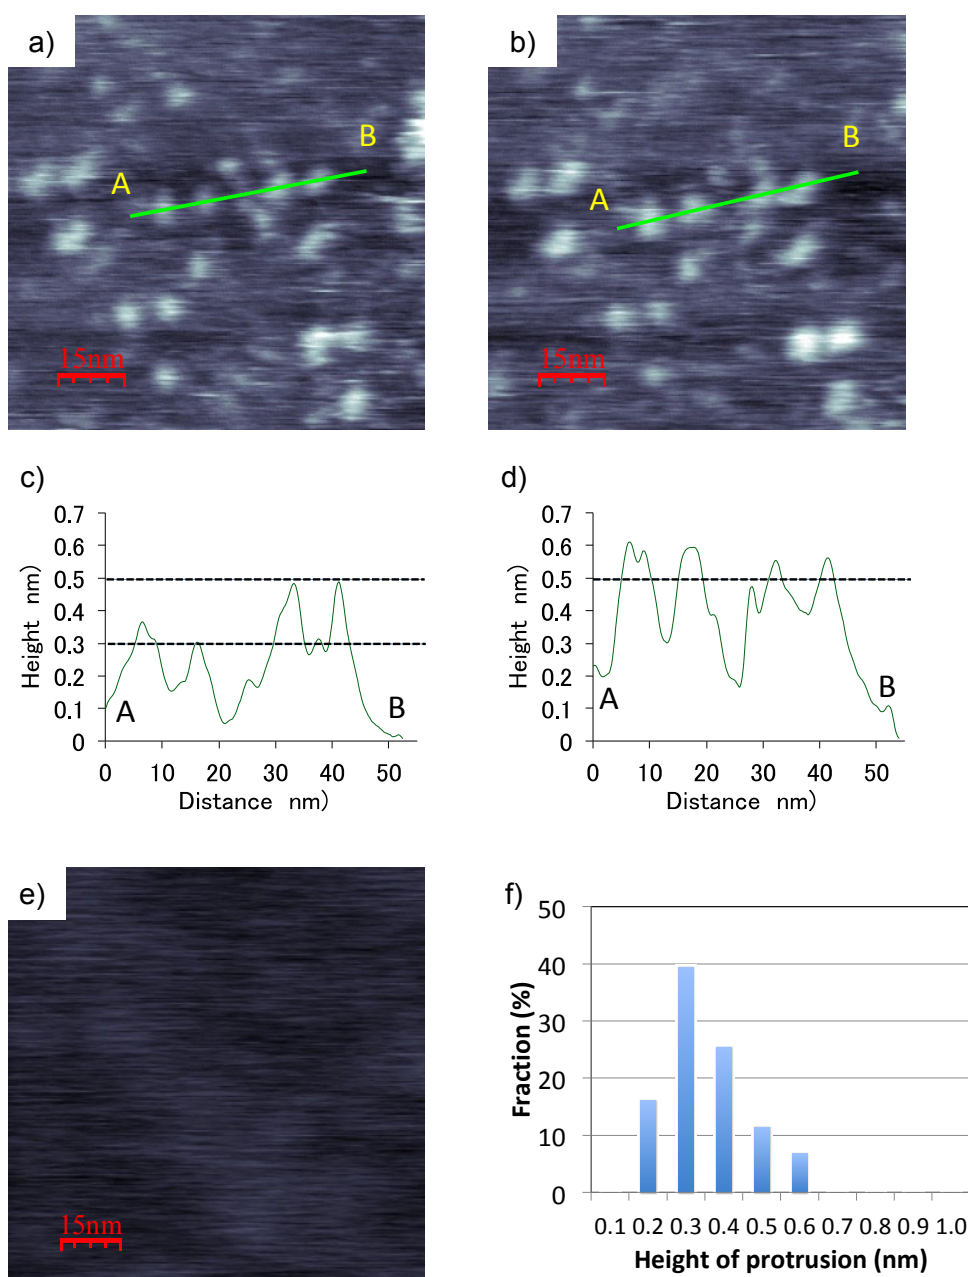 a)
b)
A
B
A
B
15nm
15nm
c)
d)
Height nm)
0.7
0.6
0.5
0.4
0.3
0.2
0.1
0
A
B
0 10 20 30 40 50
Distance nm)
Height nm)
0.7
0.6
0.5
0.4
0.3
0.2
0.1
0
A
B
0 10 20 30 40 50
Distance nm)
e)
15nm
f)
Fraction (%)
50
40
30
20
10
0
0.1 0.2 0.3 0.4 0.5 0.6 0.7 0.8 0.9 1.0
Height of protrusion (nm)